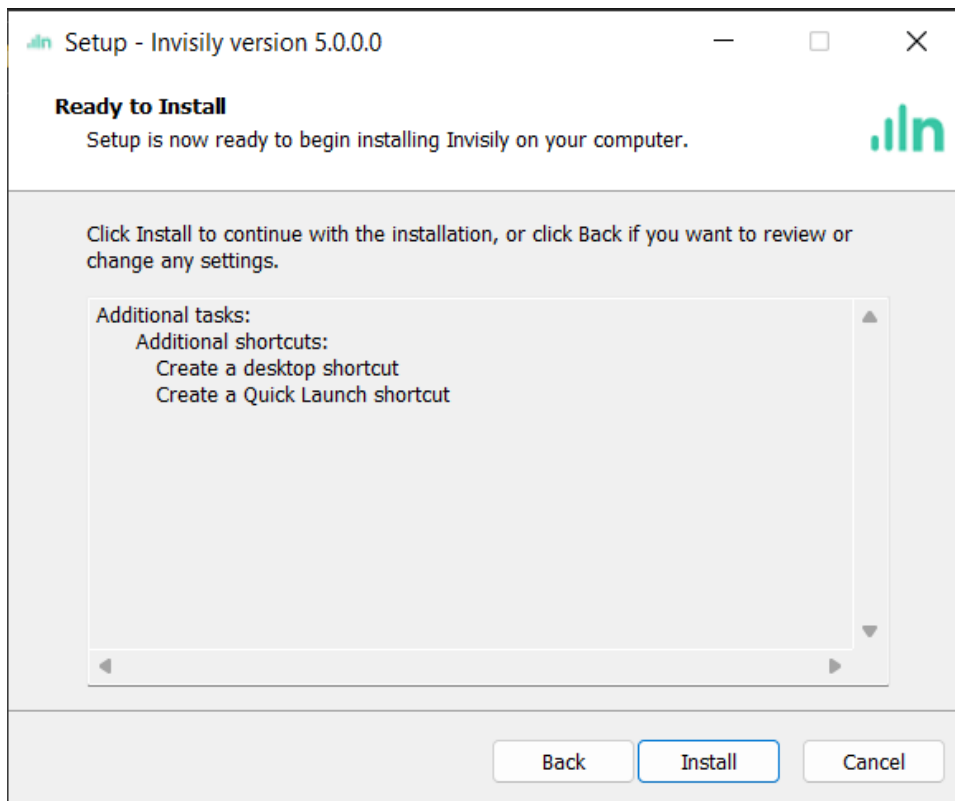 Setup - Invisily version 5.0.0.0
Ready to Install
Setup is now ready to begin installing Invisily on your computer.
Click Install to continue with the installation, or click Back if you want to review or
change any settings.
Additional tasks:
Additional shortcuts:
Create a desktop shortcut
Create a Quick Launch shortcut
Back
Install
Cancel